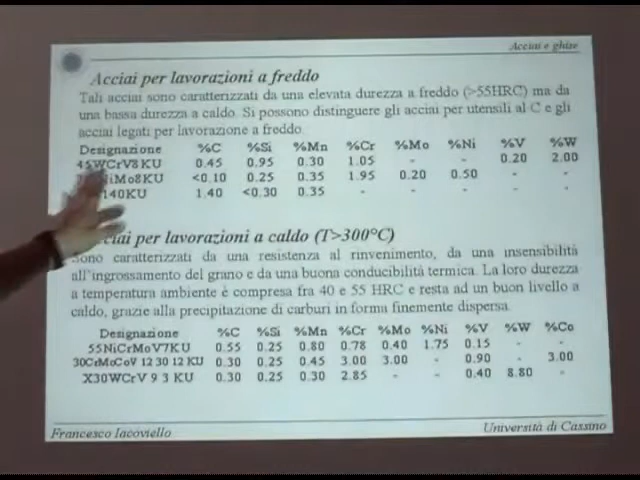 Acciai e ghise
Acciai per lavorazioni a freddo
Tali acciai sono caratterizzati da una elevata durezza a freddo (>55HRC) ma da
una bassa durezza a caldo. Si possono distinguere gli acciai per utensili al C e gli
acciai legati per lavorazione a freddo.
Designazione %C %Si %Mn %Cr %Mo %Ni %V %W
45WCrV8 KU 0.45 0.95 0.30 1.05 - - 0.20 2.00
NiMo8KU <0.10 0.25 0.35 1.95 0.20 0.50 - -
140KU 1.40 <0.30 0.35 - - - - -
per lavorazioni a caldo (T>300°C)
Sono caratterizzati da una resistenza al rinvenimento, da una insensibilità
all'ingrossamento del grano e da una buona conducibilità termica. La loro durezza
a temperatura ambiente è compresa fra 40 e 55 HRC e resta ad un buon livello a
caldo, grazie alla precipitazione di carburi in forma finemente dispersa.
Designazione %C %Si %Mn %Cr %Mo %Ni %V %W %Co
55NiCrMoV7KU 0.55 0.25 0.80 0.78 0.40 1.75 0.15 - -
30CrMoCoV 12 30 12 KU 0.30 0.25 0.45 3.00 3.00 - 0.90 - 3.00
X30WCrV 9 3 KU 0.30 0.25 0.30 2.85 - - 0.40 8.80 -
Francesco Iacoviello Università di Cassino